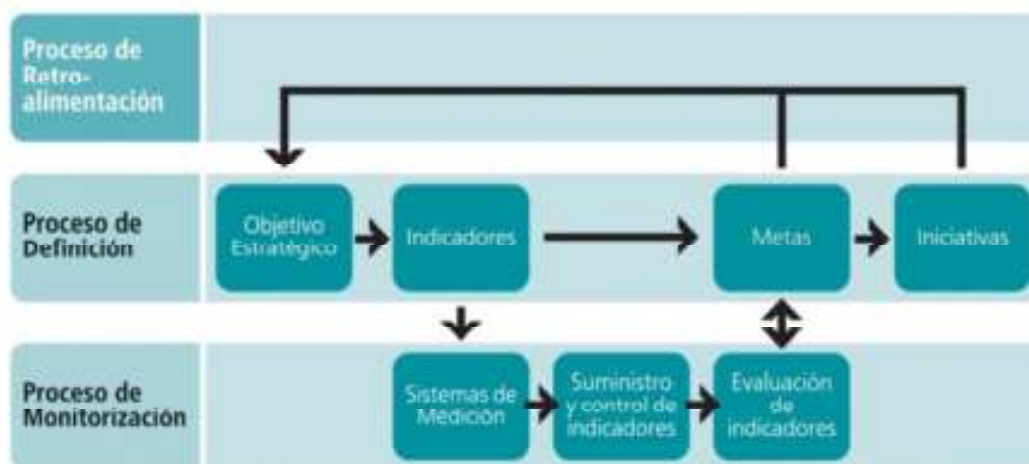 Proceso de
Retro-
alimentación
Proceso de
Definición
Objetivo
Estratégico
Indicadores
Metas
Iniciativas
Proceso de
Monitorización
Sistemas de
Medición
Suministro
y control de
indicadores
Evaluación
de
indicadores